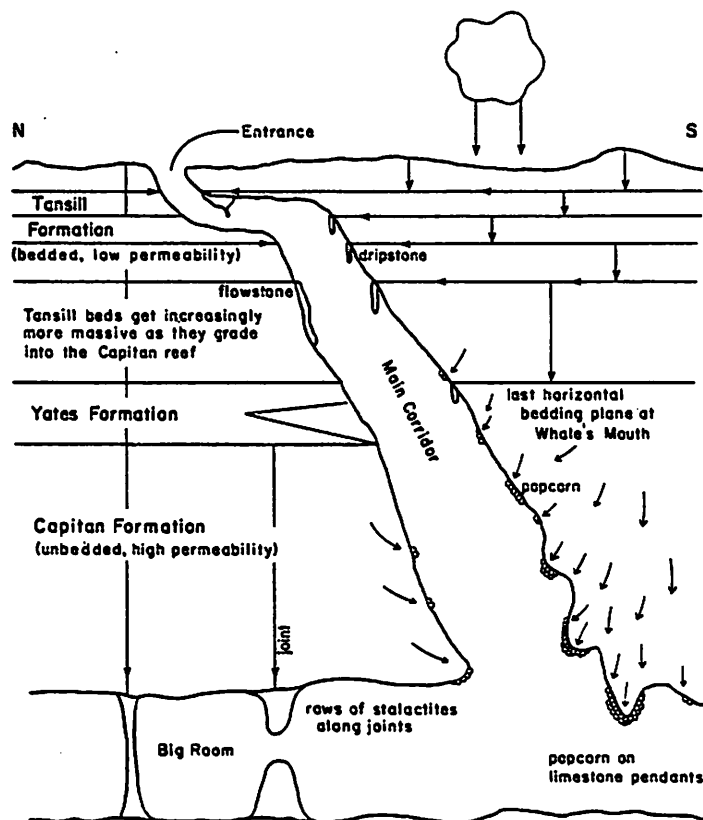 N
Entrance
S
Tansill
Formation
(bedded, low permeability)
dripstone
flowstone
Tansill beds get increasingly
more massive as they grade
into the Capitan reef
Main Corridor
last horizontal
bedding plane at
Whale's Mouth
Yates Formation
popcorn
Capitan Formation
(unbedded, high permeability)
joint
rows of stalactites
along joints
Big Room
popcorn on
limestone pendants